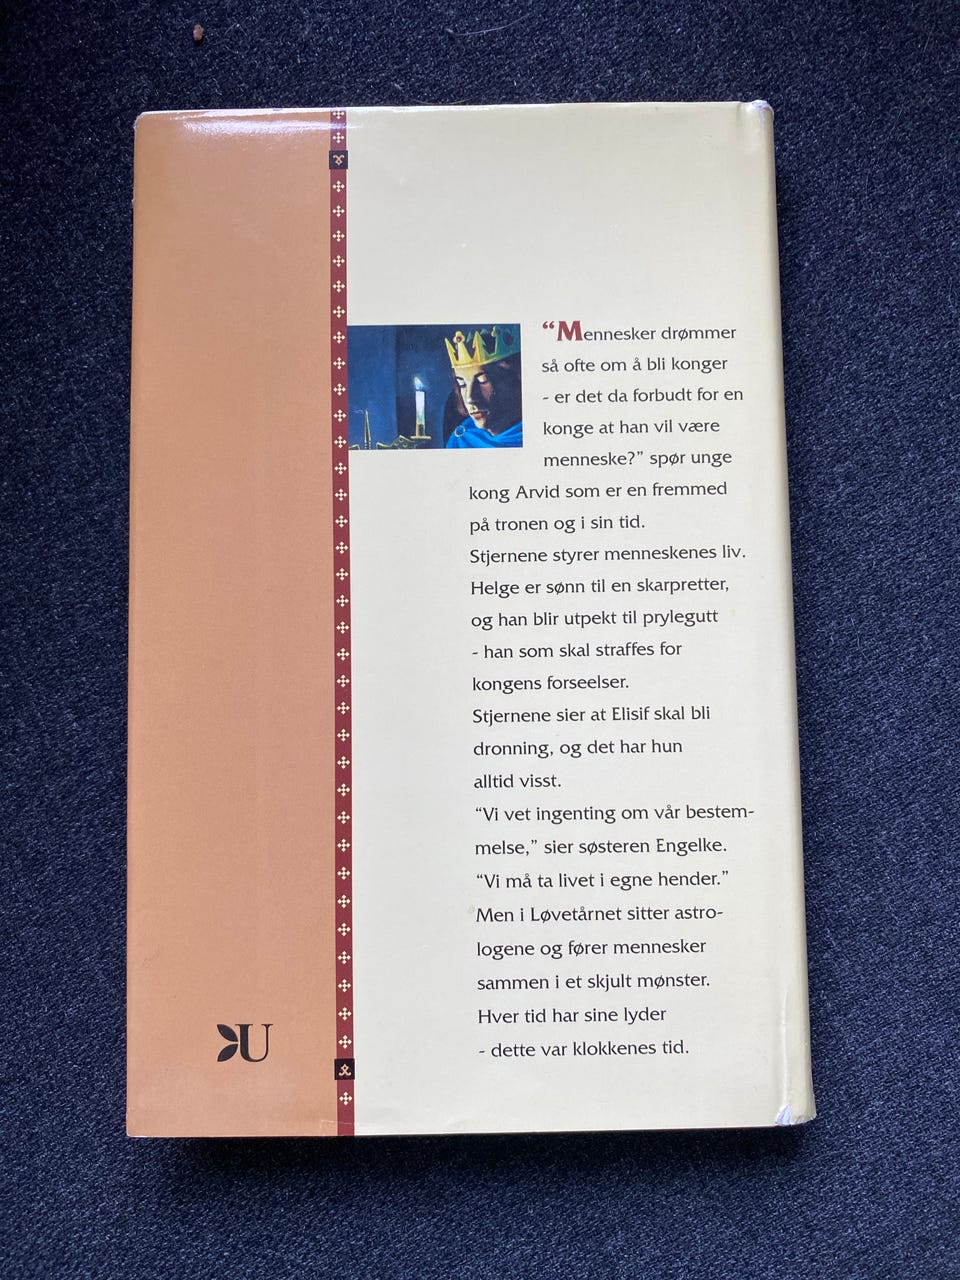 “Mennesker drømmer
så ofte om å bli konger
- er det da forbudt for en
konge at han vil være
menneske?” spør unge
kong Arvid som er en fremmed
på tronen og i sin tid.
Stjernene styrer menneskenes liv.
Helge er sønn til en skarpretter,
og han blir utpekt til prylegutt
- han som skal straffes for
kongens forseelser.
Stjernene sier at Elisif skal bli
dronning, og det har hun
alltid visst.
“Vi vet ingenting om vår bestem-
melse,” sier søsteren Engelke.
“Vi må ta livet i egne hender.”
Men i Løvetårnet sitter astro-
logene og fører mennesker
sammen i et skjult mønster.
Hver tid har sine lyder
- dette var klokkenes tid.
U